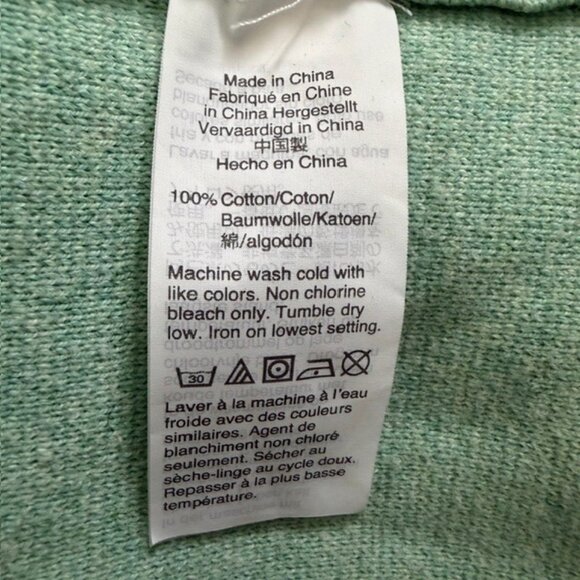 Made in China
Fabriqué en Chine
in China Hergestellt
Vervaardigd in China
中国製
Hecho en China
100% Cotton/Coton/
Baumwolle/Katoen/
綿/algodón
Machine wash cold with
like colors. Non chlorine
bleach only. Tumble dry
low. Iron on lowest setting.
30
Laver à la machine à l'eau
froide avec des couleurs
similaires. Agent de
blanchiment non chloré
seulement. Sécher au
sèche-linge au cycle doux.
Repasser à la plus basse
température.